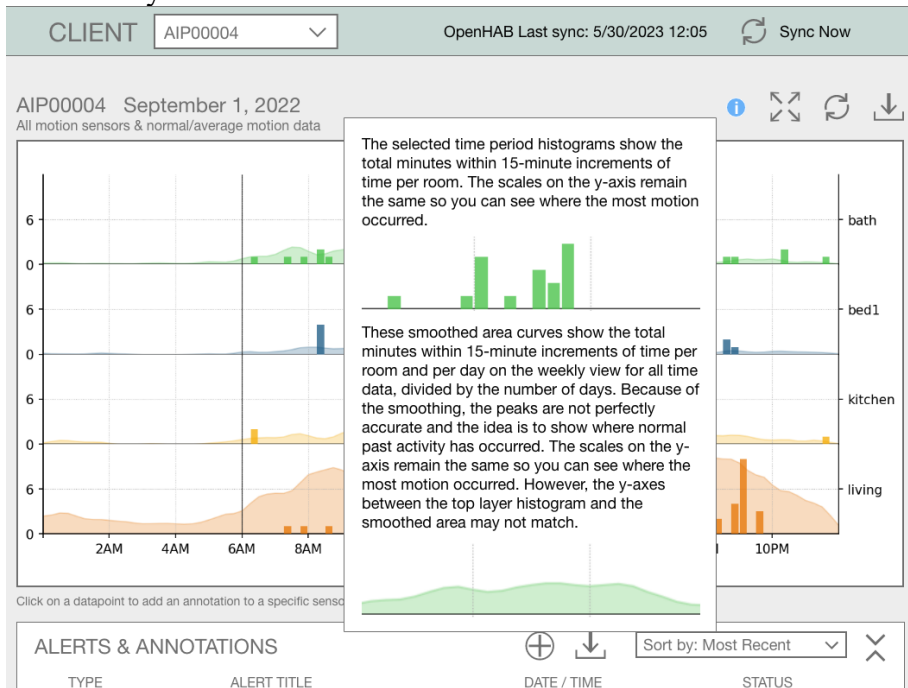 CLIENT AIP00004 OpenHAB Last sync: 5/30/2023 12:05 Sync Now
AIP00004 September 1, 2022
All motion sensors & normal/average motion data
The selected time period histograms show the
total minutes within 15-minute increments of
time per room. The scales on the y-axis remain
the same so you can see where the most motion
occurred.
These smoothed area curves show the total
minutes within 15-minute increments of time per
room and per day on the weekly view for all time
data, divided by the number of days. Because of
the smoothing, the peaks are not perfectly
accurate and the idea is to show where normal
past activity has occurred. The scales on the y-
axis remain the same so you can see where the
most motion occurred. However, the y-axes
between the top layer histogram and the
smoothed area may not match.
6 bath
0
6 bed1
0
6 kitchen
0
6 living
0
2AM 4AM 6AM 8AM 10PM
Click on a datapoint to add an annotation to a specific
ALERTS & ANNOTATIONS Sort by: Most Recent
TYPE ALERT TITLE DATE / TIME STATUS